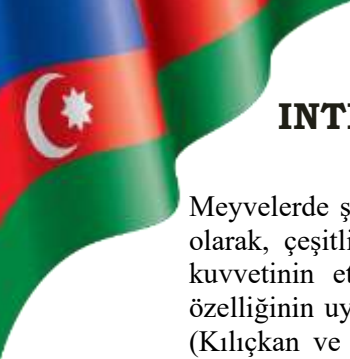 INT
Meyvelerde ş
olarak, çeşitli
kuvvetinin et
özelliğinin uy
(Kılıçkan ve